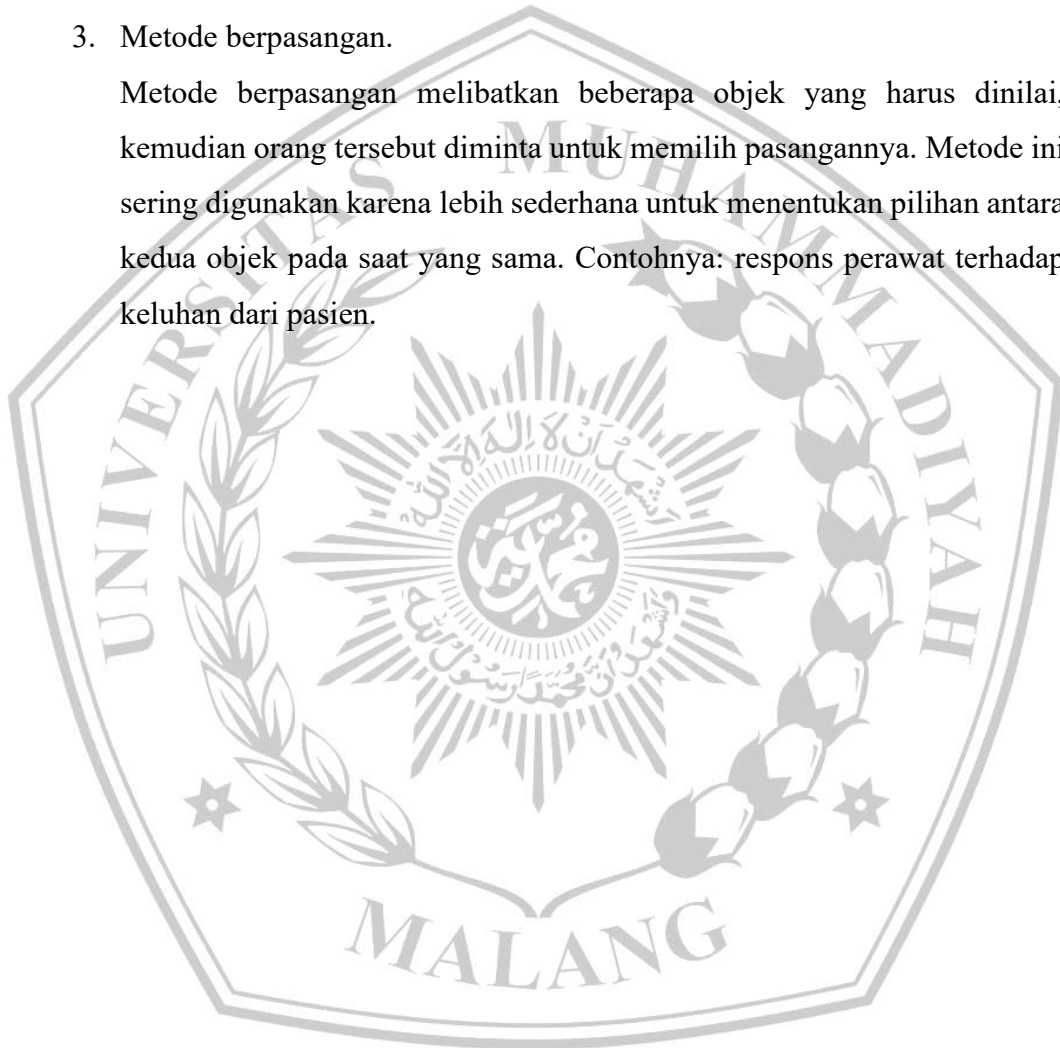 3. Metode berpasangan.
Metode berpasangan melibatkan beberapa objek yang harus dinilai,
kemudian orang tersebut diminta untuk memilih pasangannya. Metode ini
sering digunakan karena lebih sederhana untuk menentukan pilihan antara
kedua objek pada saat yang sama. Contohnya: respons perawat terhadap
keluhan dari pasien.
UNIVERSITAS MUHAMMADIYAH
MALANG